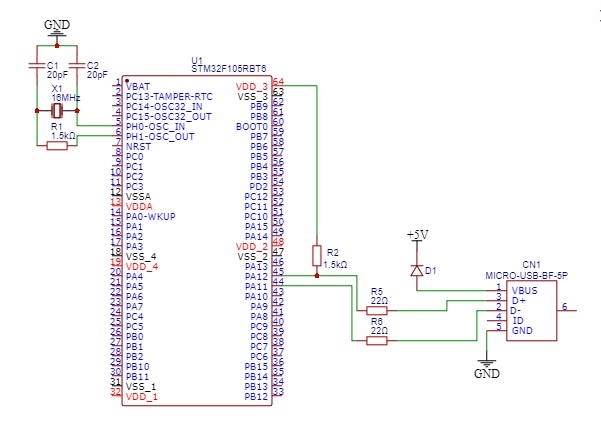 GND
C1
20pF
C2
20pF
X1
16MHz
R1
1.5kΩ
U1
STM32F105RBT6
1 VBAT
2 PC13-TAMPER-RTC
3 PC14-OSC32_IN
4 PC15-OSC32_OUT
5 PH0-OSC_IN
6 PH1-OSC_OUT
7 NRST
8 PC0
9 PC1
10 PC2
11 PC3
12 VSSA
13 VDDA
14 PA0-WKUP
15 PA1
16 PA2
17 PA3
18 VSS_4
19 VDD_4
20 PA4
21 PA5
22 PA6
23 PA7
24 PC4
25 PC5
26 PB0
27 PB1
28 PB2
29 PB10
30 PB11
31 VSS_1
32 VDD_1
VDD_3 64
VSS_3 63
PB9 62
PB8 61
BOOT0 60
PB7 59
PB6 58
PB5 57
PB4 56
PB3 55
PD2 54
PC12 53
PC11 52
PC10 51
PA15 50
PA14 49
VDD_2 48
VSS_2 47
PA13 46
PA12 45
PA11 44
PA10 43
PA9 42
PA8 41
PC9 40
PC8 39
PC7 38
PC6 37
PB15 36
PB14 35
PB13 34
PB12 33
R2
1.5kΩ
R5
22Ω
R6
22Ω
+5V
D1
CN1
MICRO-USB-BF-5P
1 VBUS
3 D+
2 D-
4 ID
5 GND
6
GND